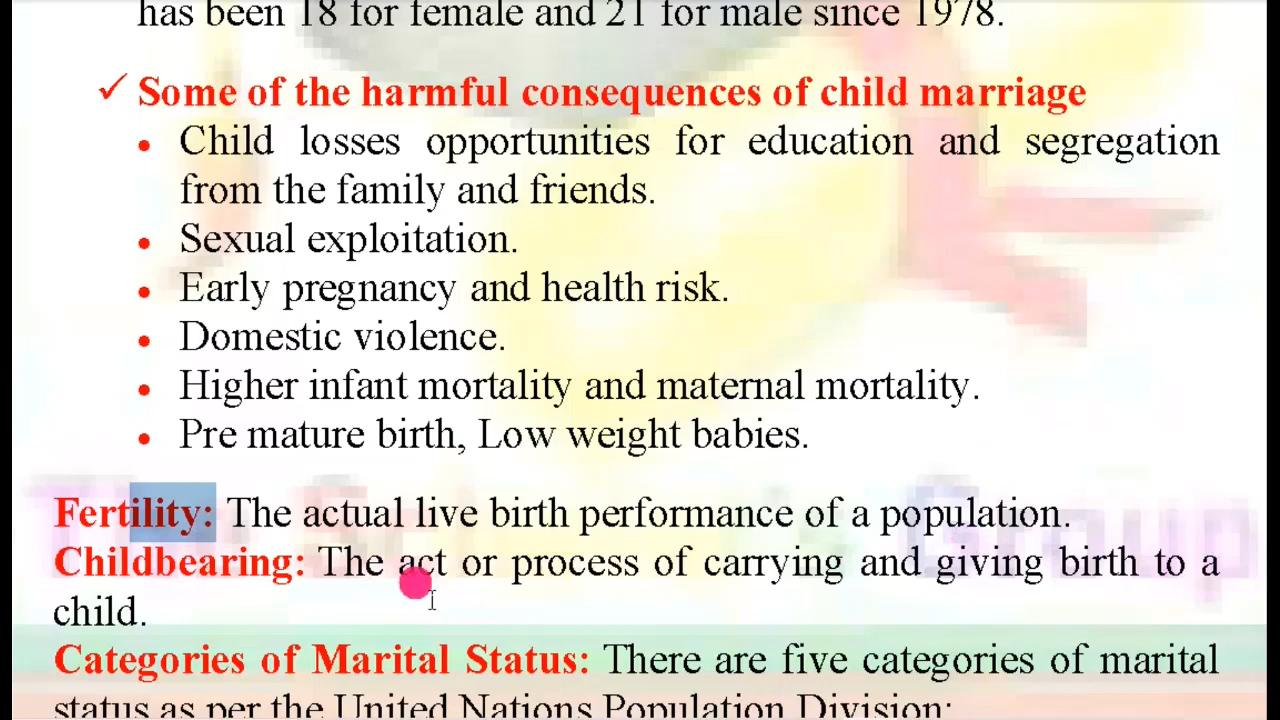 has been 18 for female and 21 for male since 1978.
✓ Some of the harmful consequences of child marriage
• Child losses opportunities for education and segregation
from the family and friends.
• Sexual exploitation.
• Early pregnancy and health risk.
• Domestic violence.
• Higher infant mortality and maternal mortality.
• Pre mature birth, Low weight babies.
Fertility: The actual live birth performance of a population.
Childbearing: The act or process of carrying and giving birth to a
child.
Categories of Marital Status: There are five categories of marital
status as per the United Nations Population Division: